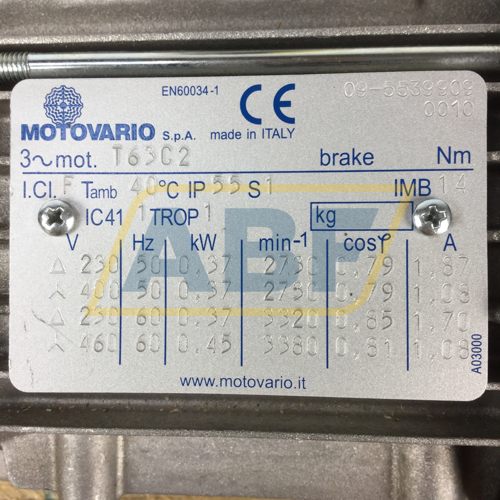 EN60034-1 CE 09-5539909
0010
MOTOVARIO S.p.A. made in ITALY
3~mot. T63C2 brake Nm
I.Cl. F Tamb 40°C IP 55 S1 IMB 14
IC41 1 TROP 1 kg
ABF
V Hz kW min-1 cosφ A
Δ 230 50 0,37 2730 0,79 1,87
⅄ 400 50 0,37 2730 0,79 1,08
Δ 230 60 0,37 3320 0,85 1,70
⅄ 460 60 0,45 3380 0,81 1,08
www.motovario.it
A03000